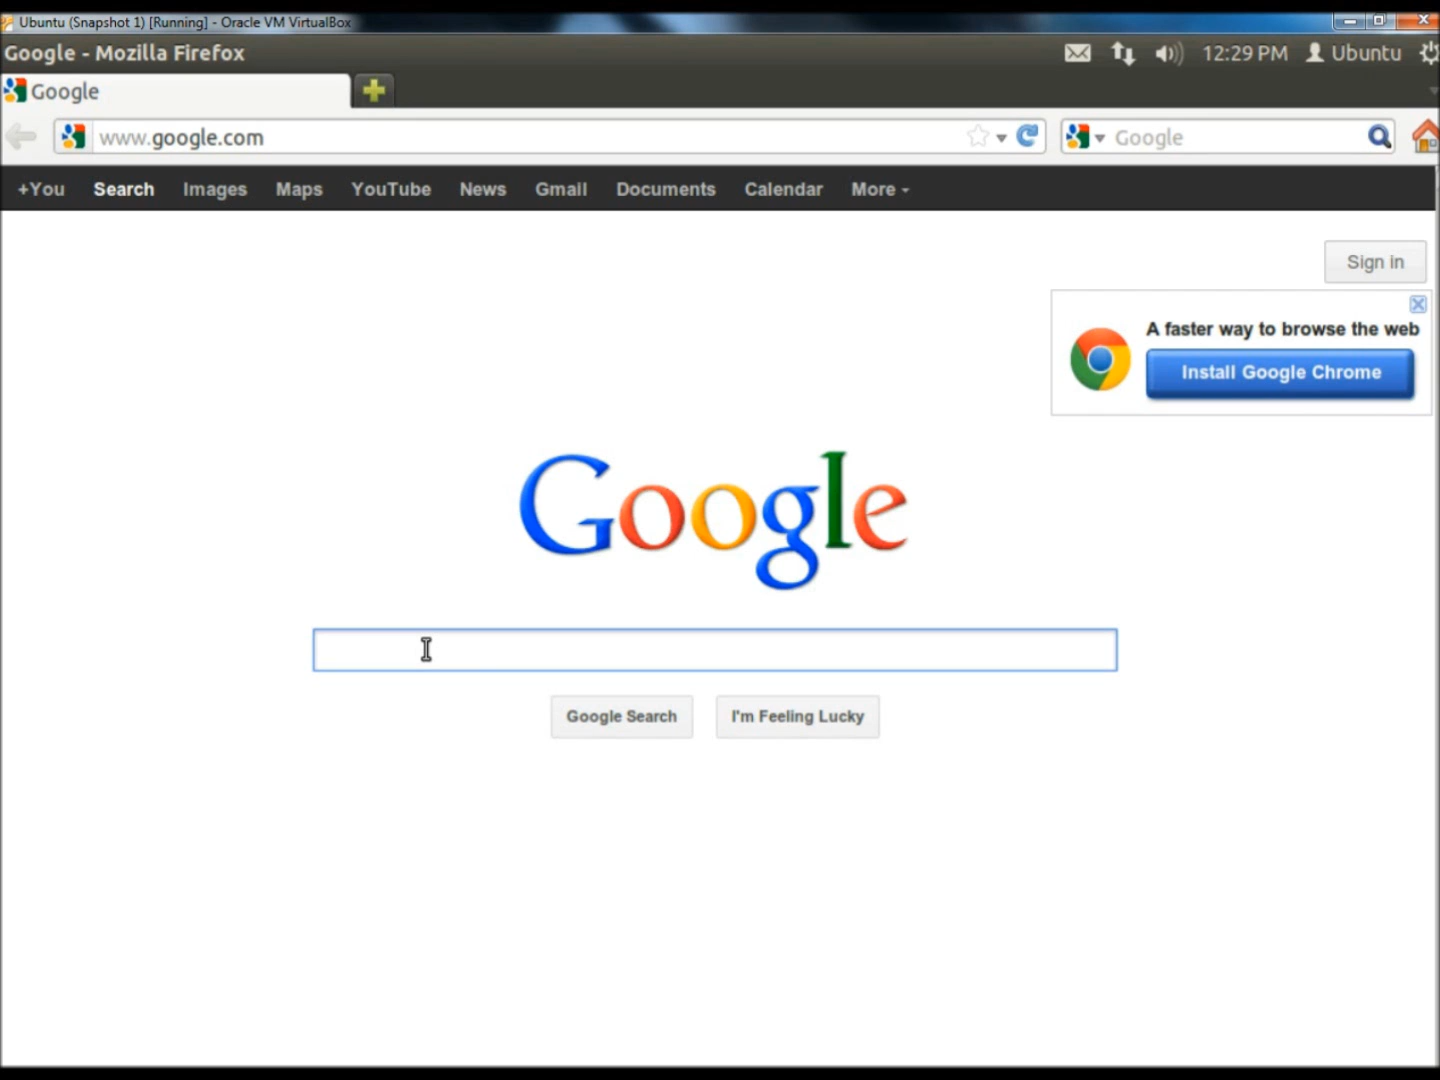 Ubuntu (Snapshot 1) [Running] - Oracle VM VirtualBox
Google - Mozilla Firefox
12:29 PM
Ubuntu
Google
www.google.com
Google
+You Search Images Maps YouTube News Gmail Documents Calendar More
Sign in
A faster way to browse the web
Install Google Chrome
Google
Google Search
I'm Feeling Lucky